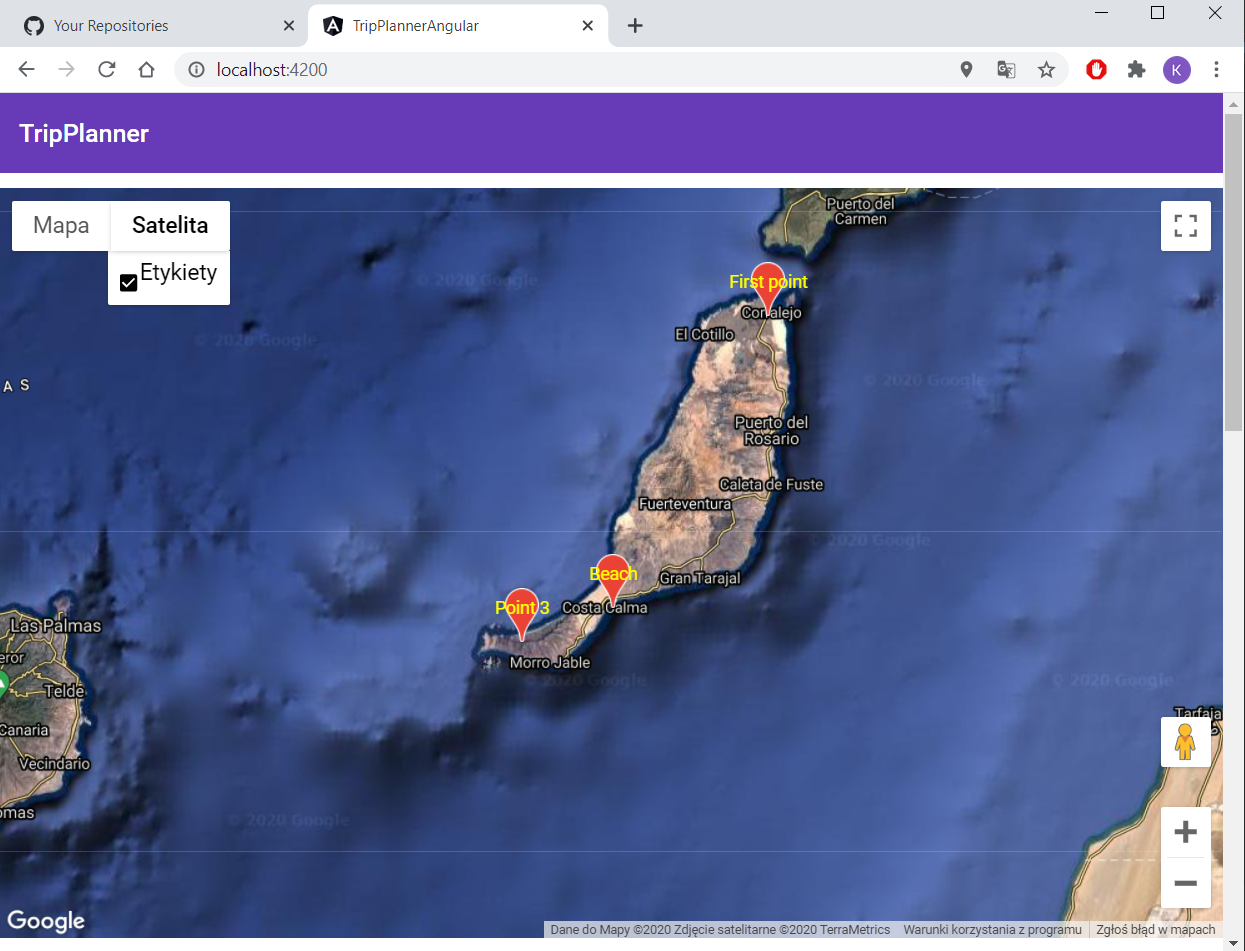 Your Repositories
TripPlannerAngular
localhost:4200
K
TripPlanner
Mapa
Satelita
Etykiety
Puerto del
Carmen
First point
Corralejo
El Cotillo
© 2020 Google
© 2020 Google
© 2020 Google
A S
Puerto del
Rosario
Caleta de Fuste
Fuerteventura
© 2020 Google
Beach
Gran Tarajal
Point 3
Costa Calma
Las Palmas
eror
Morro Jable
© 2020 Google
© 2020 Google
Telde
Tarfaja
Canaria
Vecindario
omas
© 2020 Google
Google
Dane do Mapy ©2020 Zdjęcie satelitarne ©2020 TerraMetrics
Warunki korzystania z programu
Zgłoś błąd w mapach